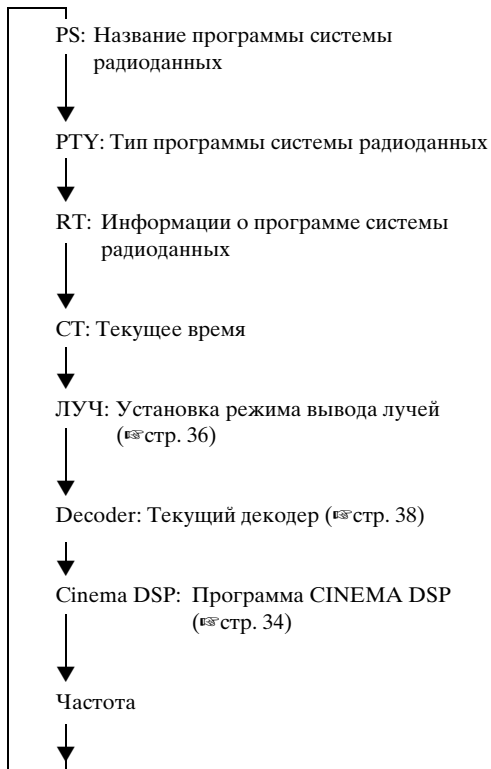 PS: Название программы системы
радиоданных
PTY: Тип программы системы радиоданных
RT: Информации о программе системы
радиоданных
CT: Текущее время
ЛУЧ: Установка режима вывода лучей
(☞стр. 36)
Decoder: Текущий декодер (☞стр. 38)
Cinema DSP: Программа CINEMA DSP
(☞стр. 34)
Частота